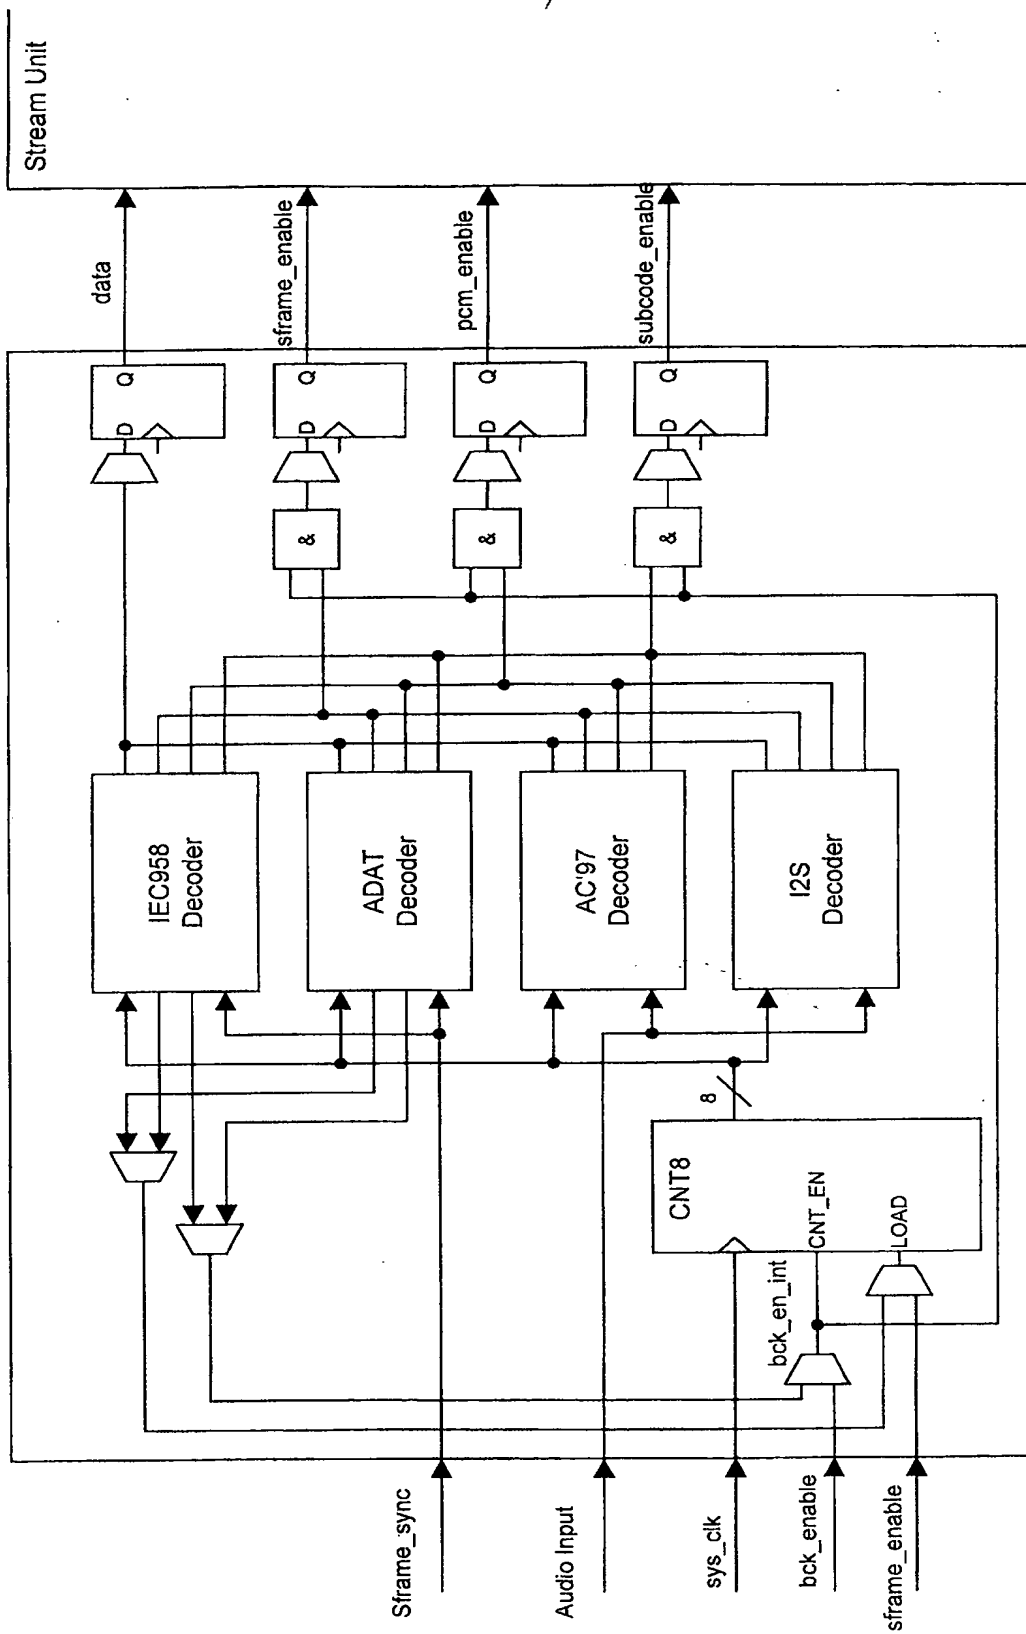 Stream Unit
data
sframe_enable
pcm_enable
subcode_enable
D Q
D Q
D Q
D Q
&
&
&
IEC958
Decoder
ADAT
Decoder
AC'97
Decoder
I2S
Decoder
8
CNT8
CNT_EN
LOAD
bck_en_int
Sframe_sync
Audio Input
sys_clk
bck_enable
sframe_enable